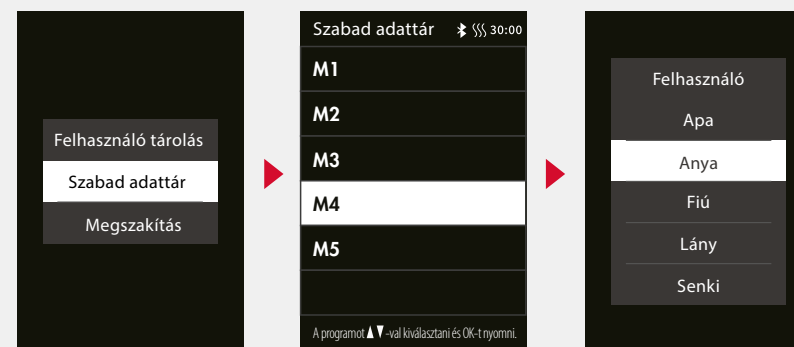 Felhasználó tárolás
Szabad adattár
Megszakítás
Szabad adattár 30:00
M1
M2
M3
M4
M5
A programot ▲▼-val kiválasztani és OK-t nyomni.
Felhasználó
Apa
Anya
Fiú
Lány
Senki